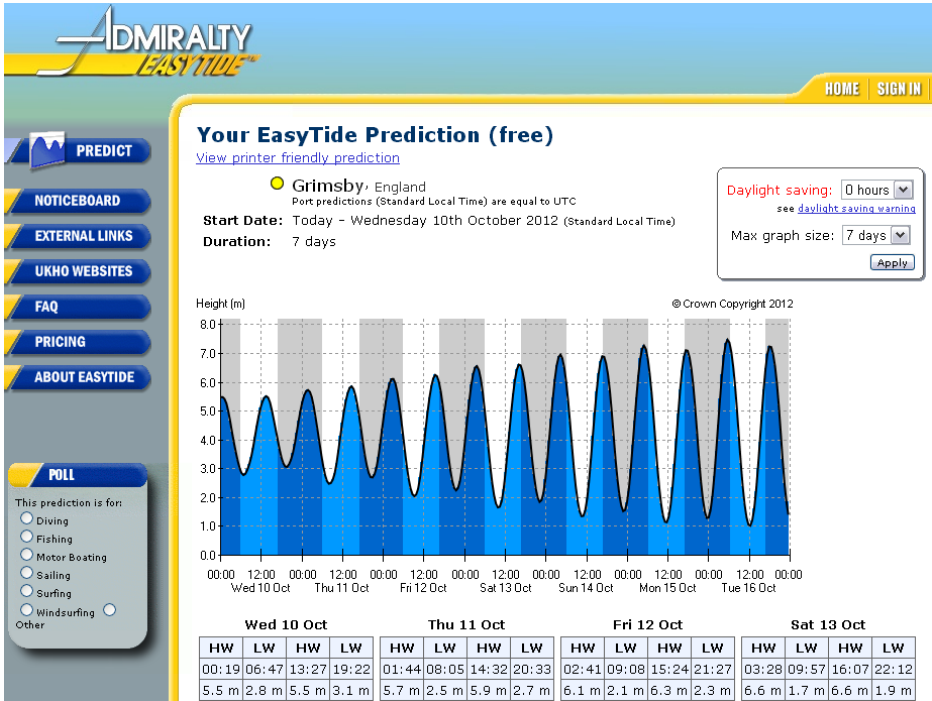 ADMIRALTY
EASYTIDE™
HOME SIGN IN
PREDICT
NOTICEBOARD
EXTERNAL LINKS
UKHO WEBSITES
FAQ
PRICING
ABOUT EASYTIDE
POLL
This prediction is for:
Diving
Fishing
Motor Boating
Sailing
Surfing
Windsurfing
Other
Your EasyTide Prediction (free)
View printer friendly prediction
Grimsby, England
Port predictions (Standard Local Time) are equal to UTC
Start Date: Today - Wednesday 10th October 2012 (Standard Local Time)
Duration: 7 days
Daylight saving: 0 hours
see daylight saving warning
Max graph size: 7 days
Apply
Height (m)
© Crown Copyright 2012
8.0
7.0
6.0
5.0
4.0
3.0
2.0
1.0
0.0
00:00 12:00 00:00 12:00 00:00 12:00 00:00 12:00 00:00 12:00 00:00 12:00 00:00 12:00 00:00
Wed 10 Oct Thu 11 Oct Fri 12 Oct Sat 13 Oct Sun 14 Oct Mon 15 Oct Tue 16 Oct
Wed 10 Oct Thu 11 Oct Fri 12 Oct Sat 13 Oct
HW LW HW LW HW LW HW LW HW LW HW LW HW LW HW LW
00:19 06:47 13:27 19:22 01:44 08:05 14:32 20:33 02:41 09:08 15:24 21:27 03:28 09:57 16:07 22:12
5.5 m 2.8 m 5.5 m 3.1 m 5.7 m 2.5 m 5.9 m 2.7 m 6.1 m 2.1 m 6.3 m 2.3 m 6.6 m 1.7 m 6.6 m 1.9 m